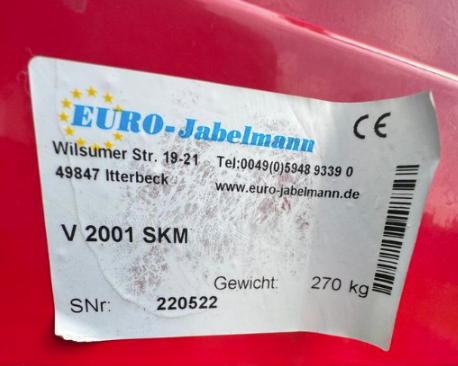 EURO-Jabelmann
CE
Wilsumer Str. 19-21 Tel:0049(0)5948 9339 0
49847 Itterbeck www.euro-jabelmann.de
V 2001 SKM
Gewicht: 270 kg
SNr: 220522